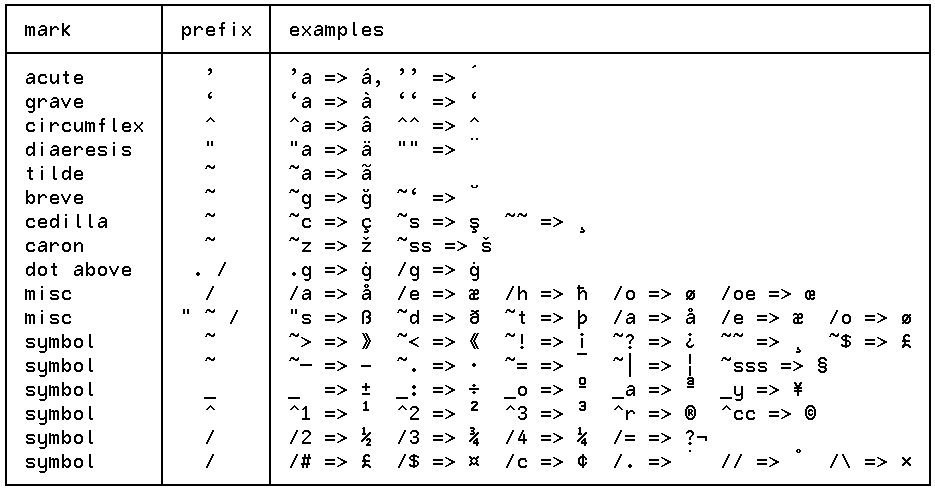 mark prefix examples
acute ’ ’a => á, ’’ => ´
grave ‘ ‘a => à ‘‘ => ‘
circumflex ^ ^a => â ^^ => ^
diaeresis " "a => ä "" => ¨
tilde ~ ~a => ã
breve ~ ~g => ğ ~‘ => ˘
cedilla ~ ~c => ç ~s => ş ~~ => ¸
caron ~ ~z => ž ~ss => š
dot above . / .g => ġ /g => ġ
misc / /a => å /e => æ /h => ħ /o => ø /oe => œ
misc " ~ / "s => ß ~d => ð ~t => þ /a => å /e => æ /o => ø
symbol ~ ~> => » ~< => « ~! => ¡ ~? => ¿ ~~ => ¸ ~$ => £
symbol ~ ~– => – ~. => · ~= => ¯ ~| => ¦ ~sss => §
symbol _ _ => ± _: => ÷ _o => º _a => ª _y => ¥
symbol ^ ^1 => ¹ ^2 => ² ^3 => ³ ^r => ® ^cc => ©
symbol / /2 => ½ /3 => ¾ /4 => ¼ /= => ?¬
symbol / /# => £ /$ => ¤ /c => ¢ /. => ˙ // => ° /\ => ×